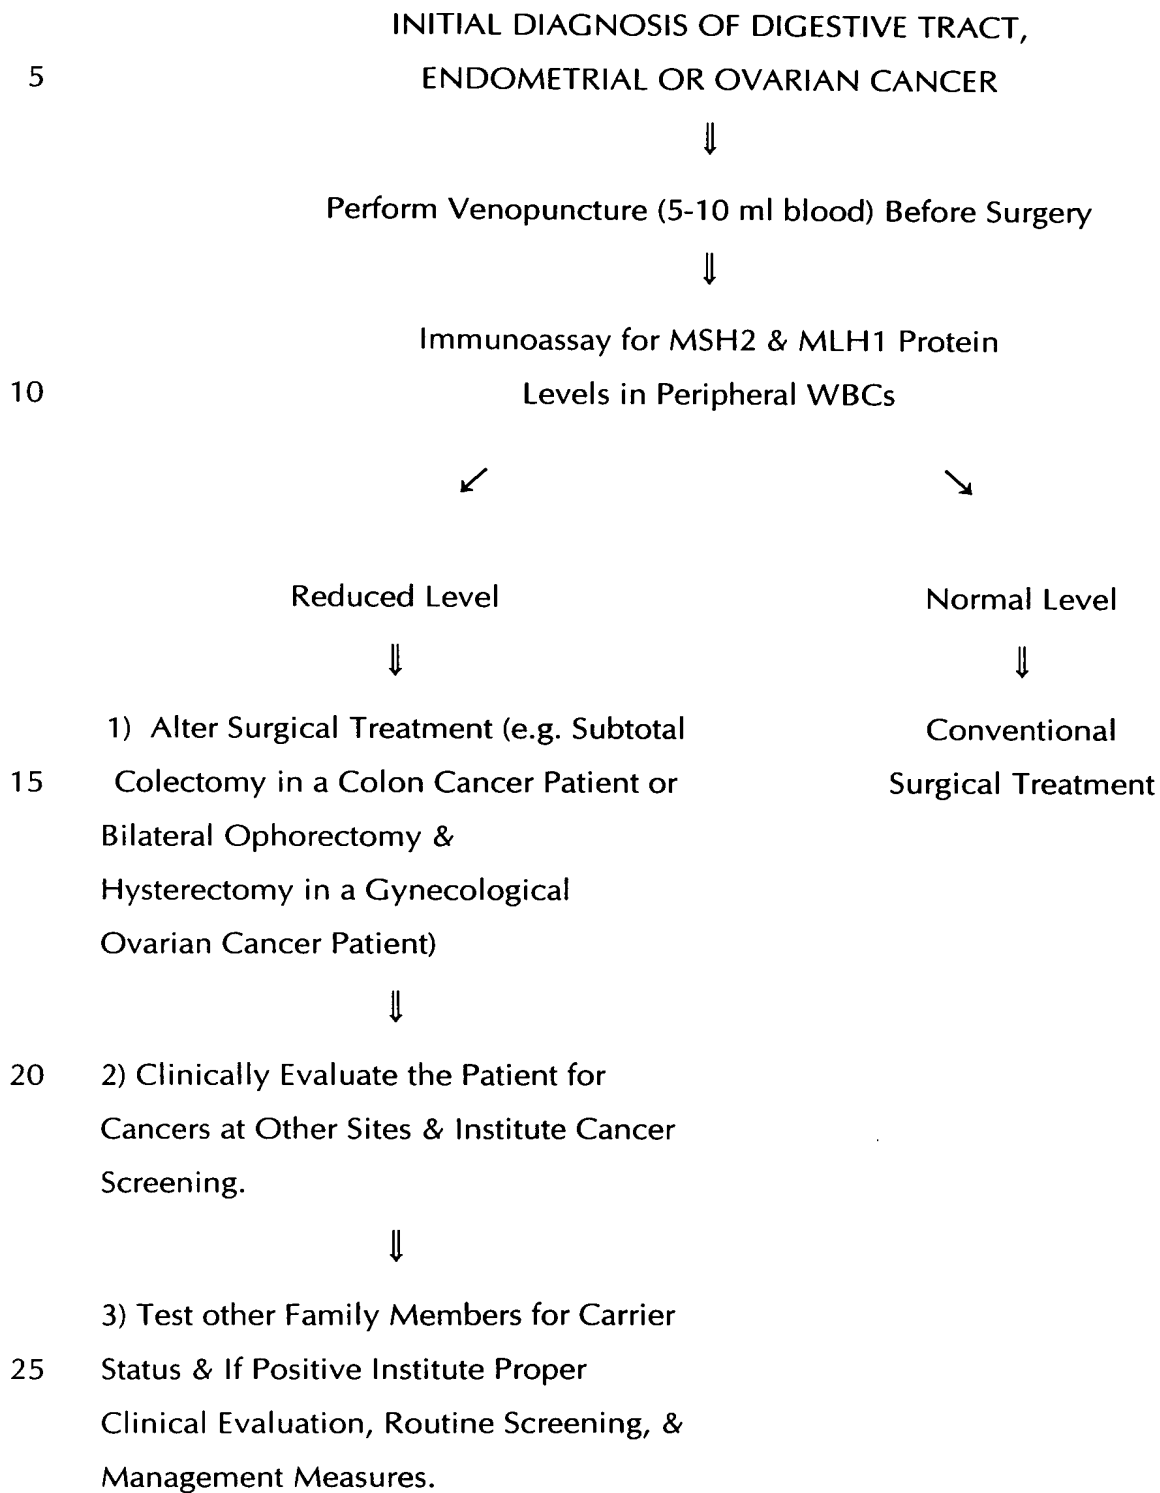 INITIAL DIAGNOSIS OF DIGESTIVE TRACT,
5 ENDOMETRIAL OR OVARIAN CANCER
⇓
Perform Venopuncture (5-10 ml blood) Before Surgery
⇓
Immunoassay for MSH2 & MLH1 Protein
10 Levels in Peripheral WBCs
↙ ↘
Reduced Level Normal Level
⇓ ⇓
1) Alter Surgical Treatment (e.g. Subtotal Conventional
15 Colectomy in a Colon Cancer Patient or Surgical Treatment
Bilateral Ophorectomy &
Hysterectomy in a Gynecological
Ovarian Cancer Patient)
⇓
20 2) Clinically Evaluate the Patient for
Cancers at Other Sites & Institute Cancer
Screening.
⇓
3) Test other Family Members for Carrier
25 Status & If Positive Institute Proper
Clinical Evaluation, Routine Screening, &
Management Measures.